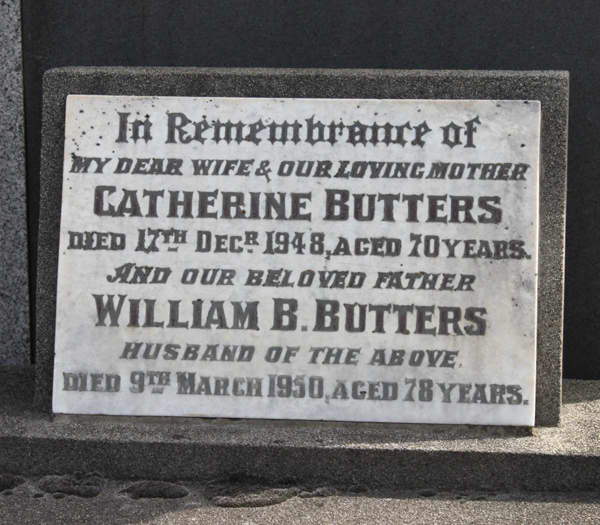 In Remembrance of
MY DEAR WIFE & OUR LOVING MOTHER
CATHERINE BUTTERS
DIED 17TH DECR. 1948, AGED 70 YEARS.
AND OUR BELOVED FATHER
WILLIAM B. BUTTERS
HUSBAND OF THE ABOVE,
DIED 9TH MARCH 1950, AGED 78 YEARS.